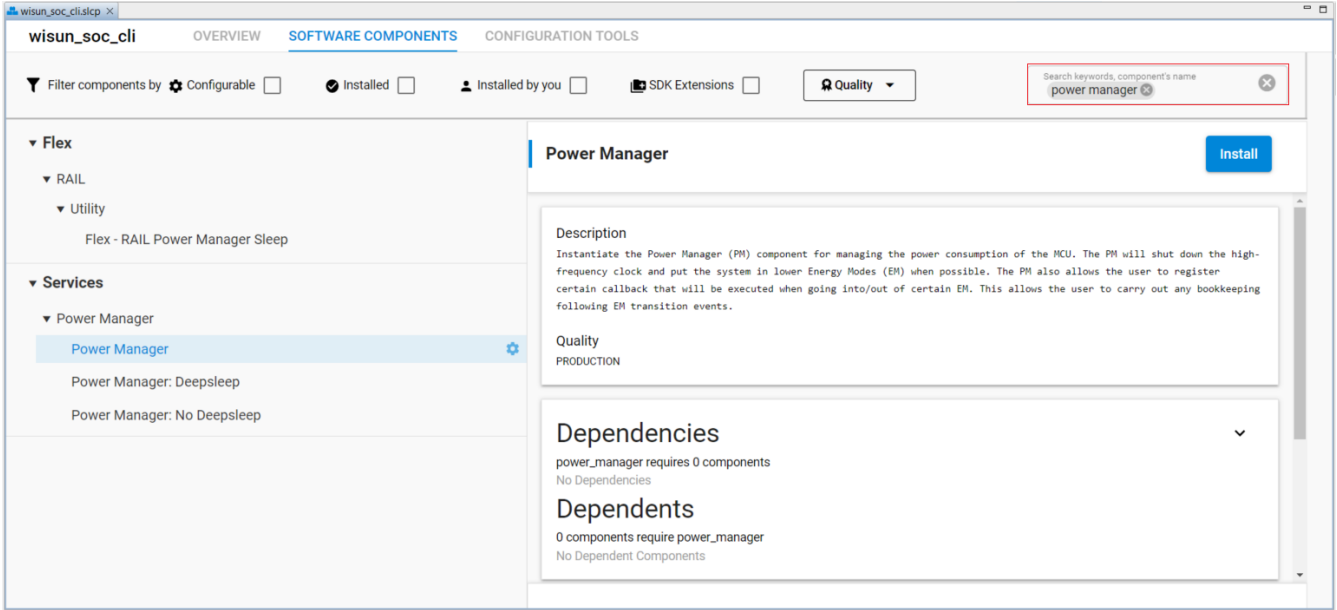 wisun_soc_cli.slcp
wisun_soc_cli OVERVIEW SOFTWARE COMPONENTS CONFIGURATION TOOLS
Filter components by Configurable Installed Installed by you SDK Extensions Quality
Search keywords, component's name
power manager
Flex
RAIL
Utility
Flex - RAIL Power Manager Sleep
Services
Power Manager
Power Manager
Power Manager: Deepsleep
Power Manager: No Deepsleep
Power Manager Install
Description
Instantiate the Power Manager (PM) component for managing the power consumption of the MCU. The PM will shut down the high-
frequency clock and put the system in lower Energy Modes (EM) when possible. The PM also allows the user to register
certain callback that will be executed when going into/out of certain EM. This allows the user to carry out any bookkeeping
following EM transition events.
Quality
PRODUCTION
Dependencies
power_manager requires 0 components
No Dependencies
Dependents
0 components require power_manager
No Dependent Components